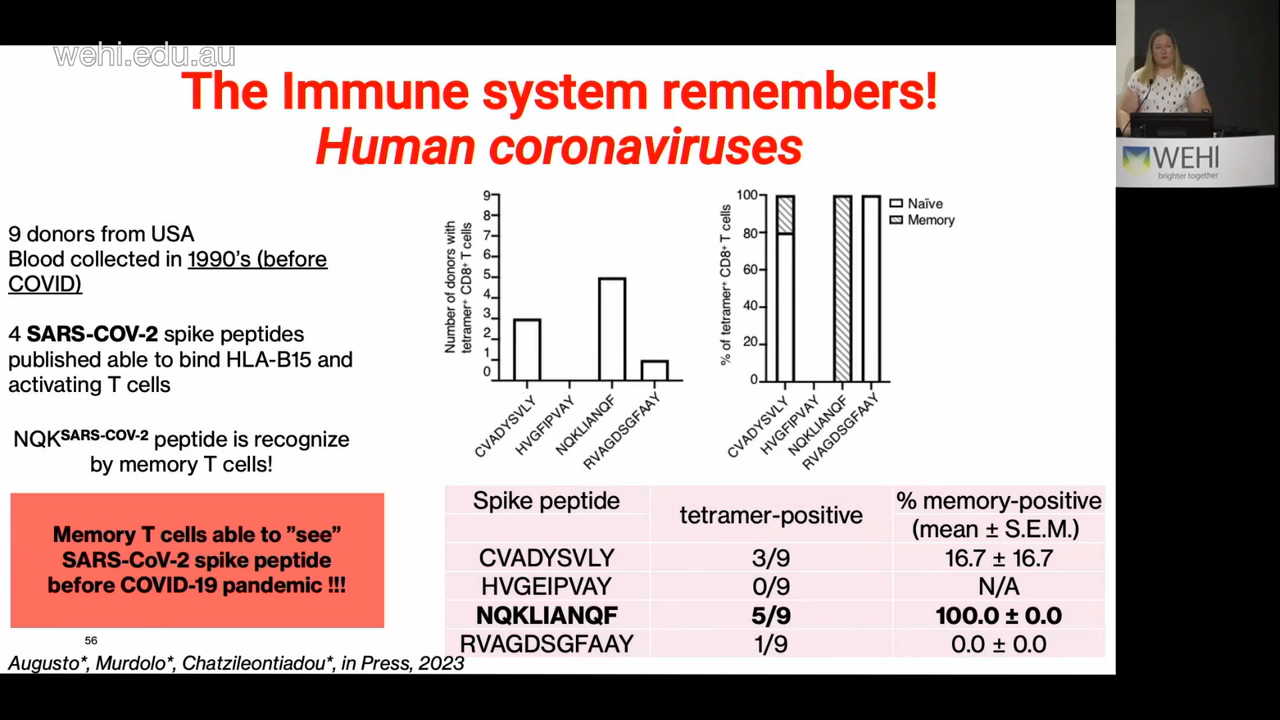 wehi.edu.au
The Immune system remembers!
Human coronaviruses
9 donors from USA
Blood collected in 1990's (before
COVID)
4 SARS-COV-2 spike peptides
published able to bind HLA-B15 and
activating T cells
NQKSARS-COV-2 peptide is recognize
by memory T cells!
Memory T cells able to ”see”
SARS-CoV-2 spike peptide
before COVID-19 pandemic !!!
56
Augusto*, Murdolo*, Chatzileontiadou*, in Press, 2023
Number of donors with
tetramer+ CD8+ T cells
9
8
7
6
5
4
3
2
1
0
CVADYSVLY
HVGFIPVAY
NQKLIANQF
RVAGDSGFAAY
% of tetramer+ CD8+ T cells
100
80
60
40
20
0
CVADYSVLY
HVGFIPVAY
NQKLIANQF
RVAGDSGFAAY
Naïve
Memory
Spike peptide tetramer-positive % memory-positive
(mean ± S.E.M.)
CVADYSVLY 3/9 16.7 ± 16.7
HVGEIPVAY 0/9 N/A
NQKLIANQF 5/9 100.0 ± 0.0
RVAGDSGFAAY 1/9 0.0 ± 0.0
WEHI
brighter together